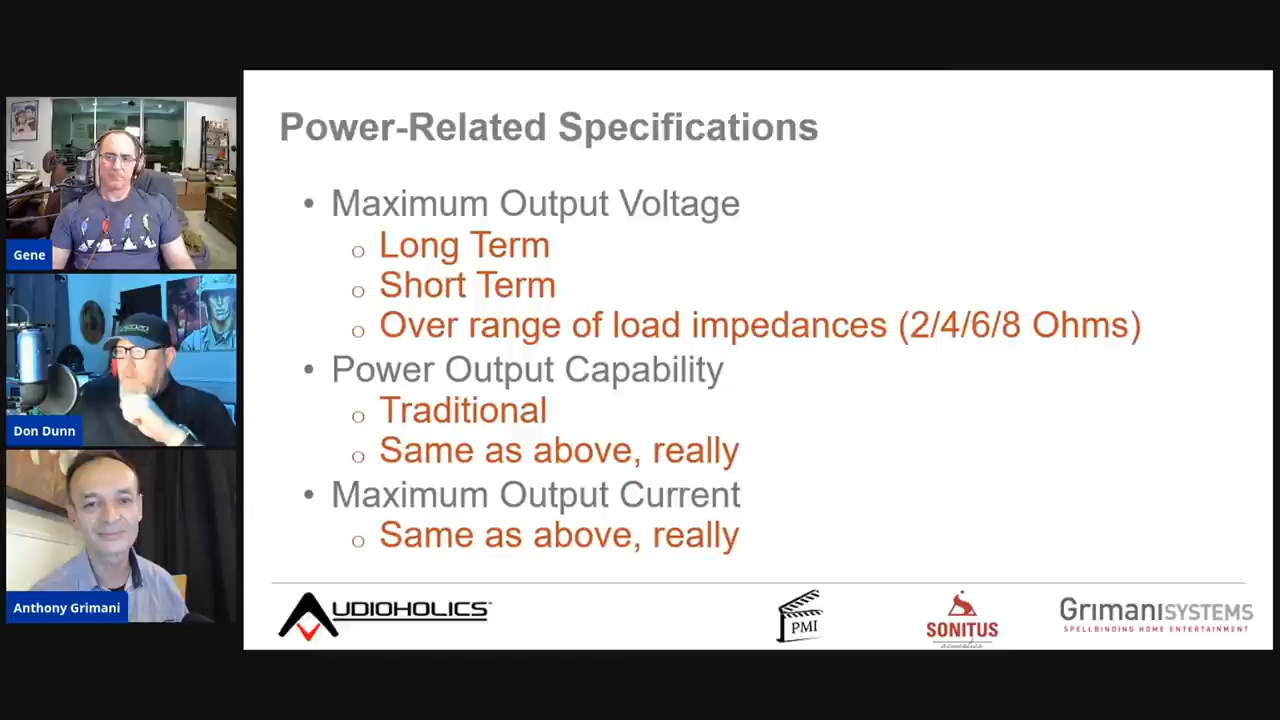 Power-Related Specifications
• Maximum Output Voltage
o Long Term
o Short Term
o Over range of load impedances (2/4/6/8 Ohms)
• Power Output Capability
o Traditional
o Same as above, really
• Maximum Output Current
o Same as above, really
Gene
Don Dunn
Anthony Grimani
AUDIOHOLICS
PMI
SONITUS
GRIMANISYSTEMS
SPELLBINDING HOME ENTERTAINMENT